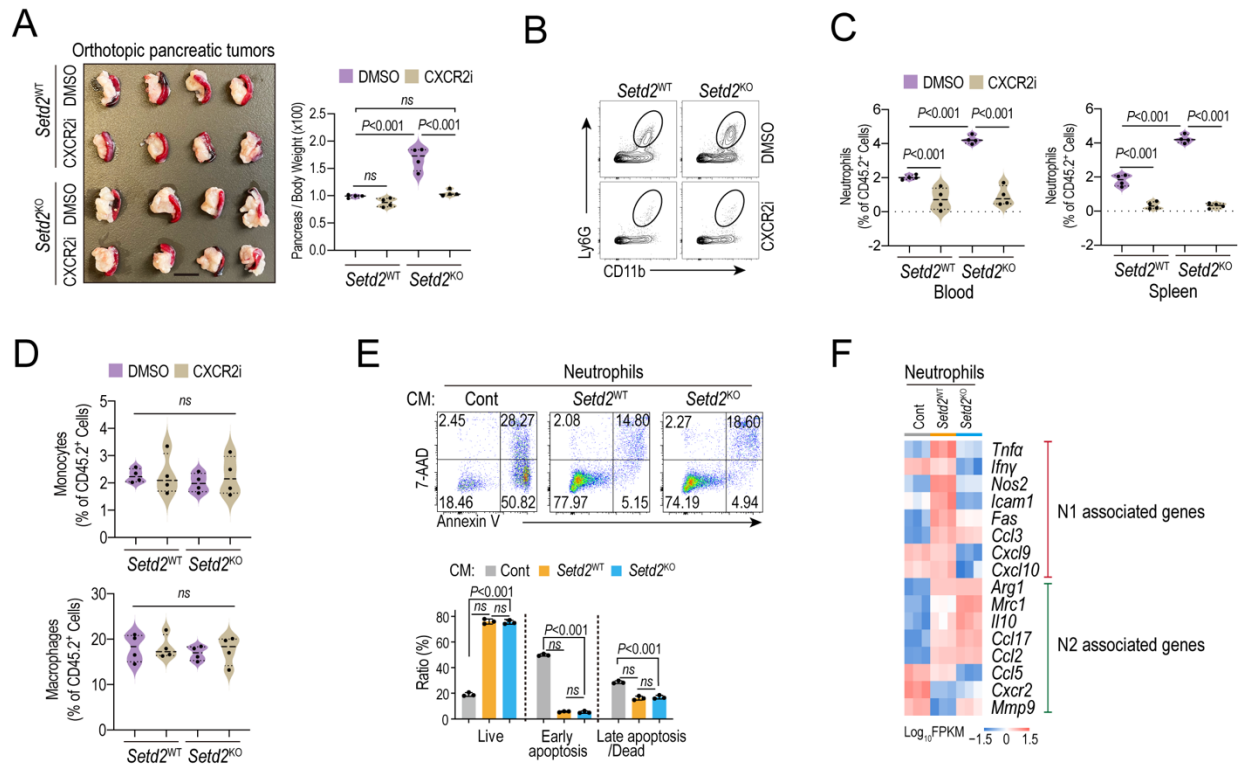 A
Orthotopic pancreatic tumors
Setd2WT
DMSO
CXCR2i
Setd2KO
DMSO
CXCR2i
DMSO CXCR2i
ns
P<0.001 P<0.001
ns
Pancreas / Body Weight (x100)
2.500
2.000
1.500
1.000
0.500
0.000
Setd2WT Setd2KO
B
Setd2WT Setd2KO
DMSO
CXCR2i
Ly6G
CD11b
C
DMSO CXCR2i
P<0.001 P<0.001
P<0.001
Neutrophils
(% of CD45.2+ Cells)
6
4
2
0
−2
Setd2WT Setd2KO
Blood
P<0.001 P<0.001
P<0.001
Neutrophils
(% of CD45.2+ Cells)
6
4
2
0
−2
Setd2WT Setd2KO
Spleen
D
DMSO CXCR2i
ns
Monocytes
(% of CD45.2+ Cells)
6
4
2
0
Setd2WT Setd2KO
ns
Macrophages
(% of CD45.2+ Cells)
30
20
10
0
Setd2WT Setd2KO
E
Neutrophils
CM: Cont Setd2WT Setd2KO
2.45 28.27 2.08 14.80 2.27 18.60
7-AAD
18.46 50.82 77.97 5.15 74.19 4.94
Annexin V
CM: Cont Setd2WT Setd2KO
P<0.001
ns ns
P<0.001
ns
ns
P<0.001
ns
ns
Ratio (%)
80
60
40
20
0
Live Early
apoptosis Late apoptosis
/Dead
F
Neutrophils
Cont Setd2WT Setd2KO
Tnfα
Ifnγ
Nos2
Icam1
Fas
Ccl3
Cxcl9
Cxcl10
N1 associated genes
Arg1
Mrc1
Il10
Ccl17
Ccl2
Ccl5
Cxcr2
Mmp9
N2 associated genes
Log10FPKM −1.5 0 1.5